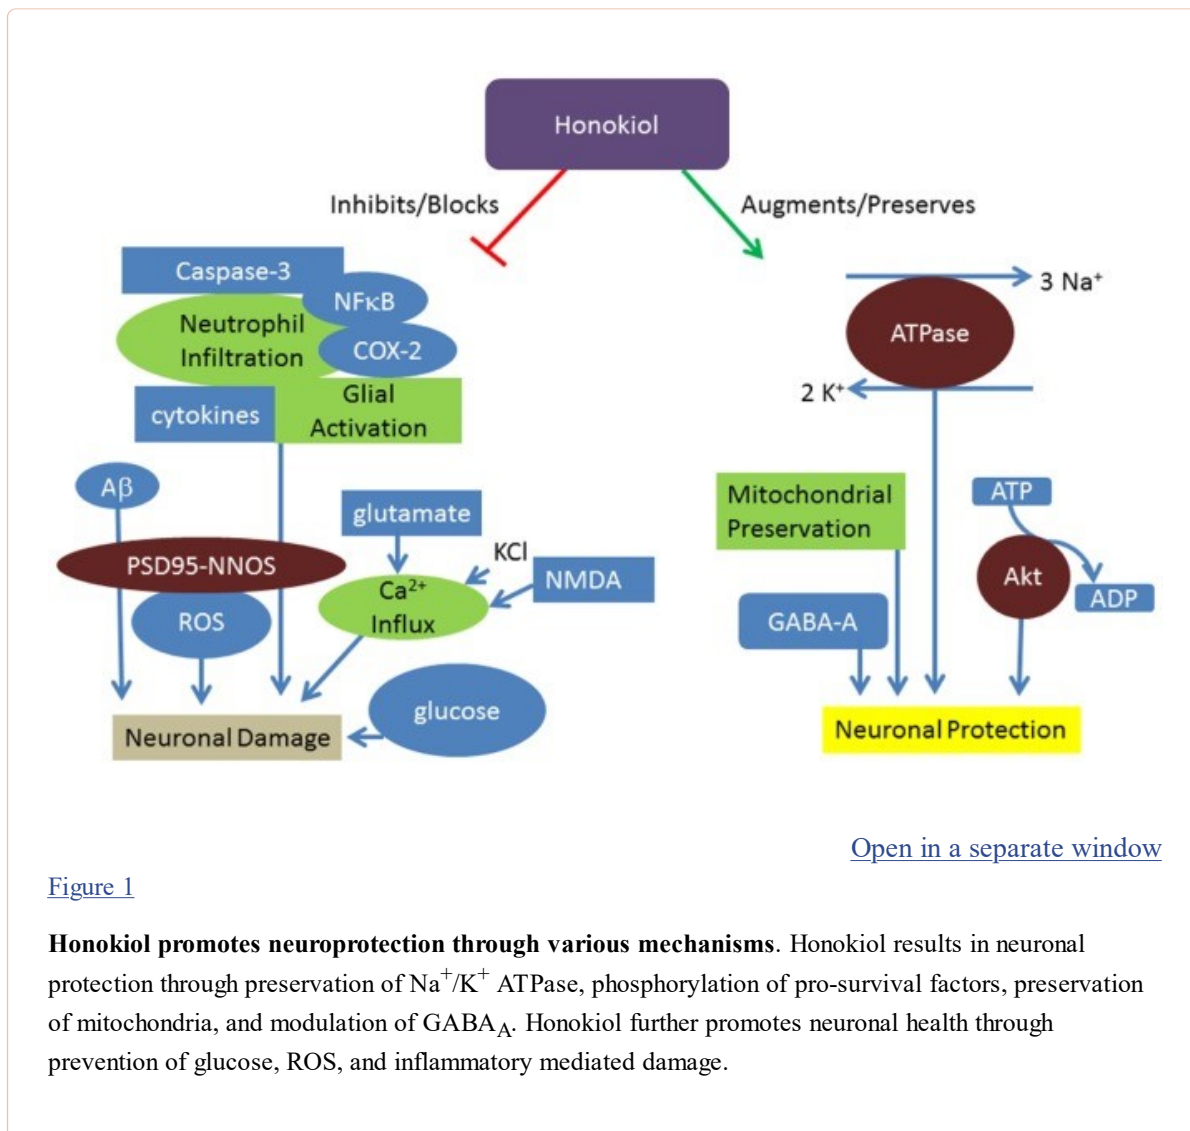 Honokiol
Inhibits/Blocks
Augments/Preserves
Caspase-3
NFκB
Neutrophil
Infiltration
COX-2
cytokines
Glial
Activation
Aβ
glutamate
PSD95-NNOS
KCl
NMDA
Ca²⁺
Influx
ROS
glucose
Neuronal Damage
3 Na⁺
ATPase
2 K⁺
Mitochondrial
Preservation
ATP
Akt
ADP
GABA-A
Neuronal Protection
Open in a separate window
Figure 1
Honokiol promotes neuroprotection through various mechanisms. Honokiol results in neuronal
protection through preservation of Na⁺/K⁺ ATPase, phosphorylation of pro-survival factors, preservation
of mitochondria, and modulation of GABA_A. Honokiol further promotes neuronal health through
prevention of glucose, ROS, and inflammatory mediated damage.